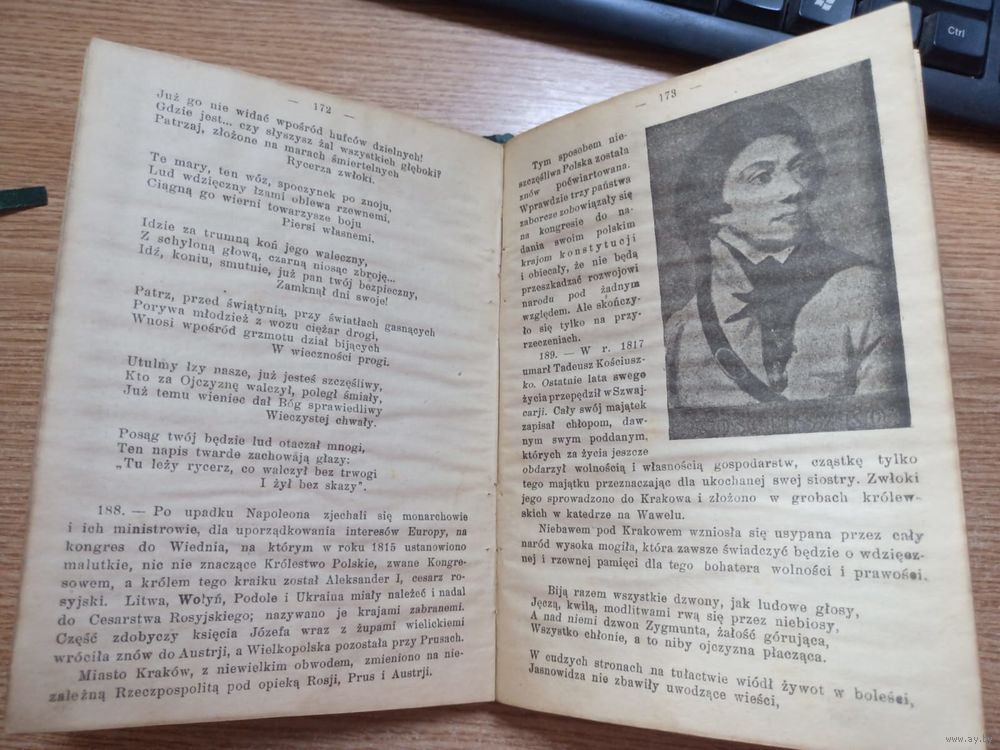 — 172 —
Już go nie widać wpośród hufców dzielnych!
Gdzie jest... czy słyszysz żal wszystkich głęboki?
Patrzaj, złożone na marach śmiertelnych
Rycerza zwłoki.
Te mary, ten wóz, spoczynek po znoju,
Lud wdzięczny łzami oblewa rzewnemi,
Ciągną go wierni towarzysze boju
Piersi własnemi.
Idzie za trumną koń jego waleczny,
Z schyloną głową, czarną niosąc zbroję...
Idź, koniu, smutnie, już pan twój bezpieczny,
Zamknął dni swoje!
Patrz, przed świątynią, przy światłach gasnących
Porywa młodzież z wozu ciężar drogi,
Wnosi wpośród grzmotu dział bijących
W wieczności progi.
Utulmy łzy nasze, już jesteś szczęśliwy,
Kto za Ojczyznę walczył, poległ śmiały,
Już temu wieniec dał Bóg sprawiedliwy
Wieczystej chwały.
Posąg twój będzie lud otaczał mnogi,
Ten napis twarde zachowają głazy:
„Tu leży rycerz, co walczył bez trwogi
I żył bez skazy".
188. — Po upadku Napoleona zjechali się monarchowie
i ich ministrowie, dla uporządkowania interesów Europy, na
kongres do Wiednia, na którym w roku 1815 ustanowiono
malutkie, nic nie znaczące Królestwo Polskie, zwane Kongre-
sowem, a królem tego kraiku został Aleksander I, cesarz ro-
syjski. Litwa, Wołyń, Podole i Ukraina miały należeć i nadal
do Cesarstwa Rosyjskiego; nazywano je krajami zabranemi.
Część zdobyczy księcia Józefa wraz z żupami wielickiemi
wróciła znów do Austrji, a Wielkopolska pozostała przy Prusach.
Miasto Kraków, z niewielkim obwodem, zmieniono na nie-
zależną Rzeczpospolitą pod opieką Rosji, Prus i Austrji.
— 173 —
Tym sposobem nie-
szczęśliwa Polska została
znów poćwiartowana.
Wprawdzie trzy państwa
zaborcze zobowiązały się
na kongresie do na-
dania swoim polskim
krajom konstytucji
i obiecały, że nie będą
przeszkadzać rozwojowi
narodu pod żadnym
względem. Ale skończy-
ło się tylko na przy-
rzeczeniach.
189. — W r. 1817
umarł Tadeusz Kościusz-
ko. Ostatnie lata swego
życia przepędził w Szwaj
carji. Cały swój majątek
zapisał chłopom, daw-
nym swym poddanym,
których za życia jeszcze
obdarzył wolnością i własnością gospodarstw, cząstkę tylko
tego majątku przeznaczając dla ukochanej swej siostry. Zwłoki
jego sprowadzono do Krakowa i złożono w grobach królew-
skich w katedrze na Wawelu.
Niebawem pod Krakowem wzniosła się usypana przez cały
naród wysoka mogiła, która zawsze świadczyć będzie o wdzięcz-
nej i rzewnej pamięci dla tego bohatera wolności i prawości.
Biją razem wszystkie dzwony, jak ludowe głosy,
Jęczą, kwilą, modlitwami rwą się przez niebiosy,
A nad niemi dzwon Zygmunta, żałość górująca,
Wszystko chłonie, a to niby ojczyzna płacząca.
W cudzych stronach na tułactwie wiódł żywot w boleści,
Jasnowidza nie zbawiły uwodzące wieści,
Ctrl
www.ay.by